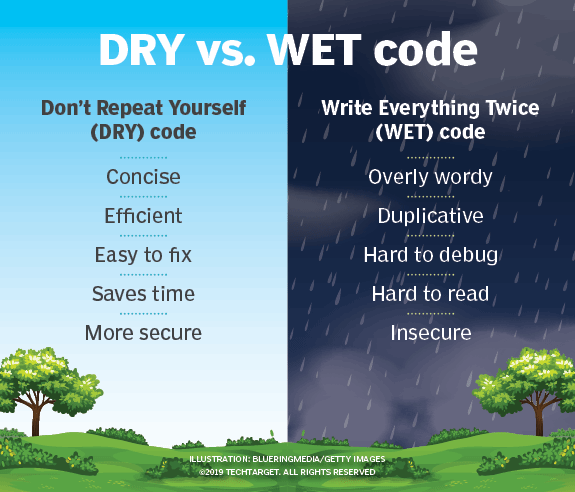 DRY vs. WET code
Don't Repeat Yourself
(DRY) code
Concise
Efficient
Easy to fix
Saves time
More secure
Write Everything Twice
(WET) code
Overly wordy
Duplicative
Hard to debug
Hard to read
Insecure
ILLUSTRATION: BLUERINGMEDIA/GETTY IMAGES
©2019 TECHTARGET. ALL RIGHTS RESERVED